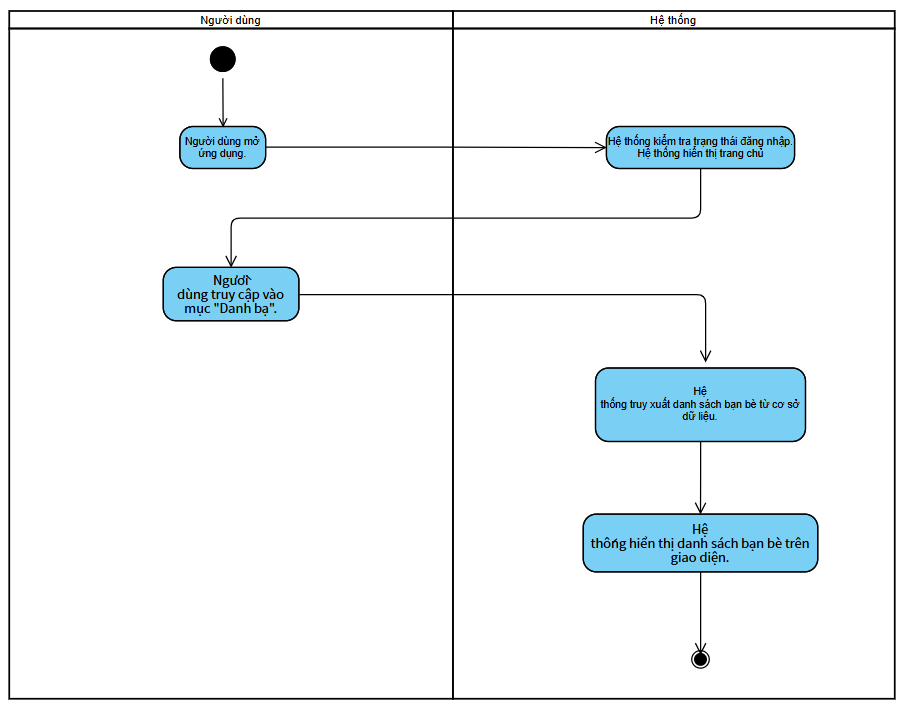 Người dùng
Hệ thống
Người dùng mở
ứng dụng.
Hệ thống kiểm tra trạng thái đăng nhập.
Hệ thống hiển thị trang chủ
Người
dùng truy cập vào
mục "Danh bạ".
Hệ
thống truy xuất danh sách bạn bè từ cơ sở
dữ liệu.
Hệ
thống hiển thị danh sách bạn bè trên
giao diện.